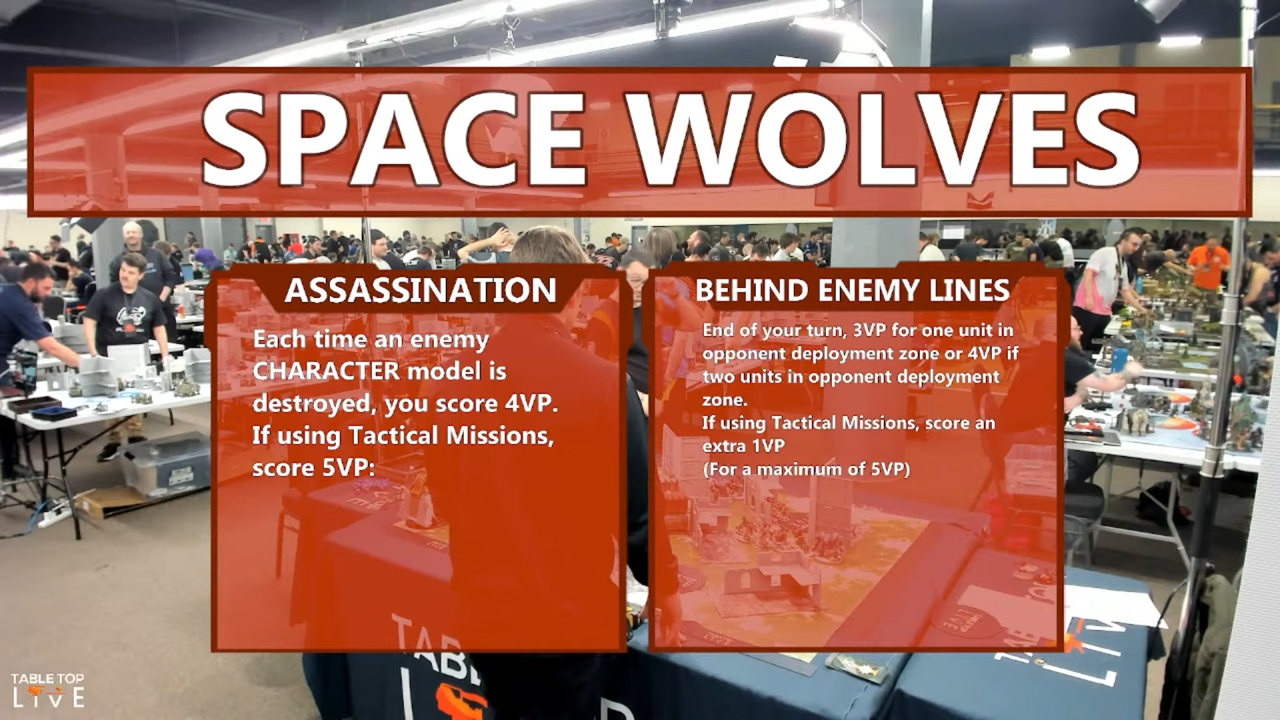 SPACE WOLVES
ASSASSINATION
Each time an enemy
CHARACTER model is
destroyed, you score 4VP.
If using Tactical Missions,
score 5VP:
BEHIND ENEMY LINES
End of your turn, 3VP for one unit in
opponent deployment zone or 4VP if
two units in opponent deployment
zone.
If using Tactical Missions, score an
extra 1VP
(For a maximum of 5VP)
TABLE TOP
LIVE